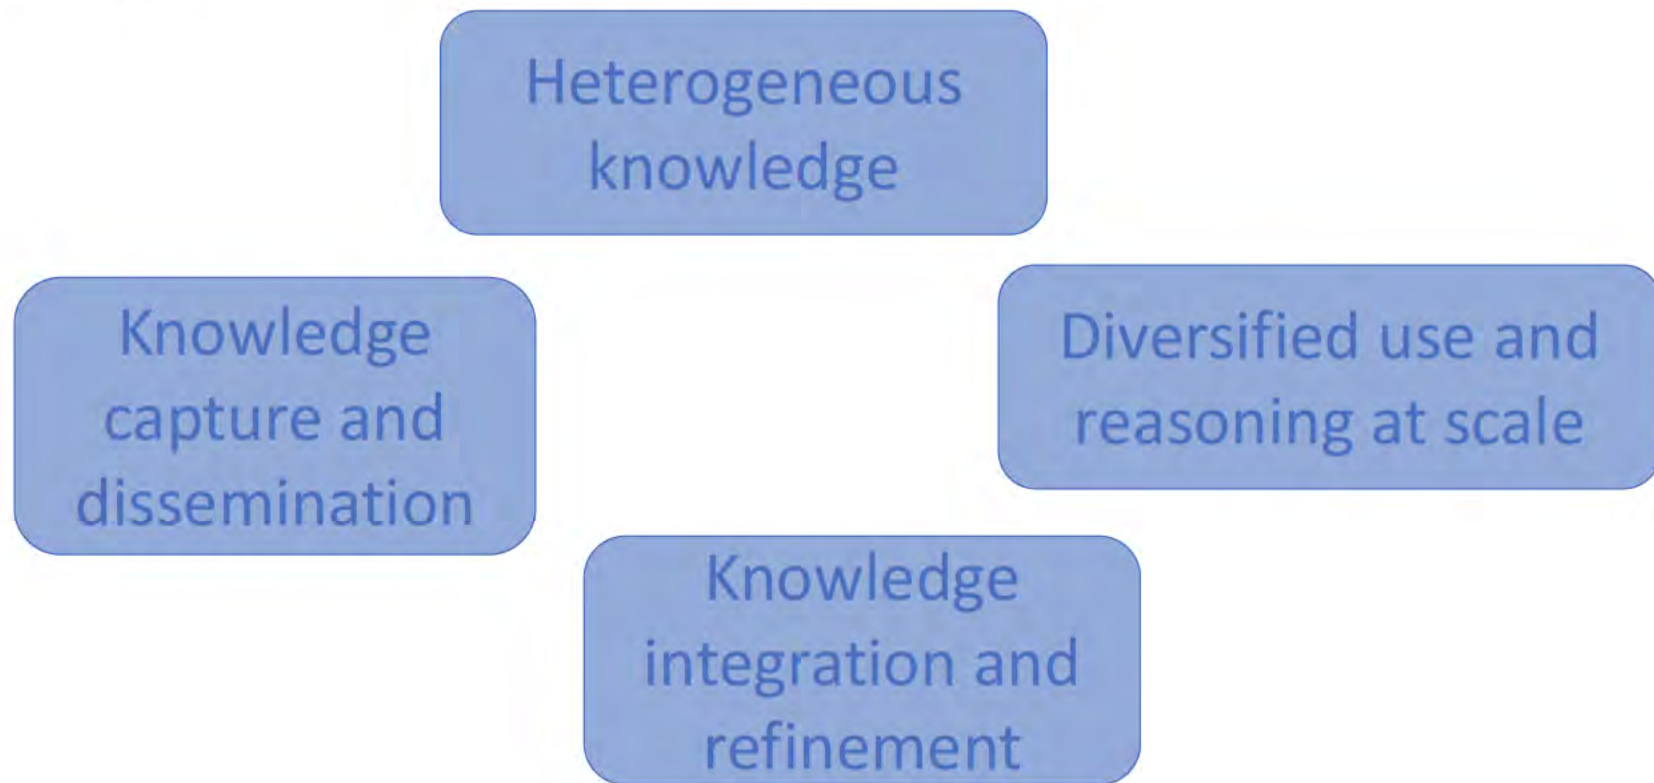 Heterogeneous
knowledge
Knowledge
capture and
dissemination
Diversified use and
reasoning at scale
Knowledge
integration and
refinement